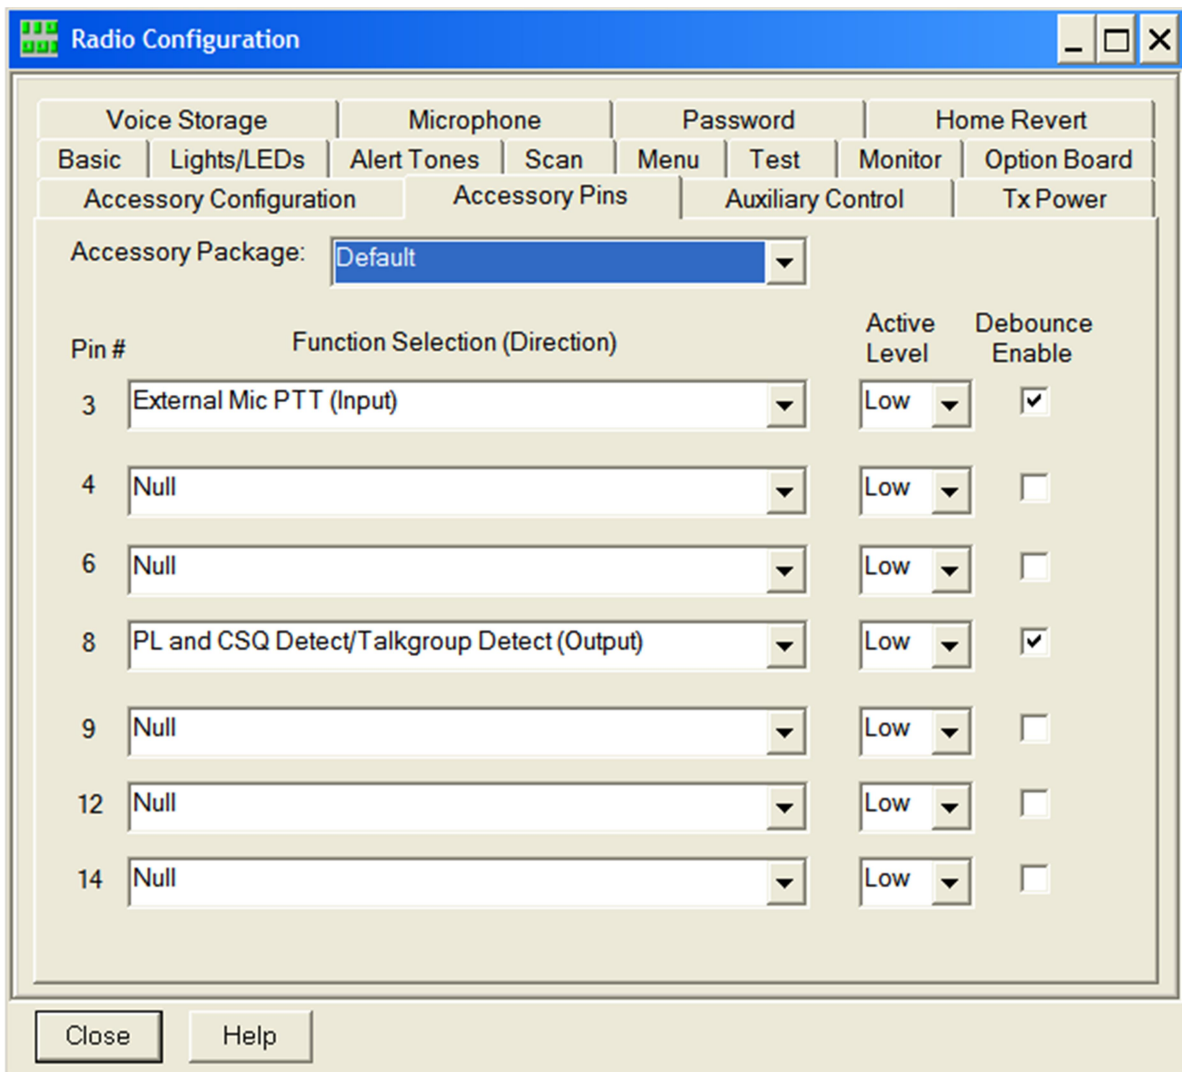 Radio Configuration
Voice Storage Microphone Password Home Revert
Basic Lights/LEDs Alert Tones Scan Menu Test Monitor Option Board
Accessory Configuration Accessory Pins Auxiliary Control Tx Power
Accessory Package: Default
Pin # Function Selection (Direction) Active Level Debounce Enable
3 External Mic PTT (Input) Low
4 Null Low
6 Null Low
8 PL and CSQ Detect/Talkgroup Detect (Output) Low
9 Null Low
12 Null Low
14 Null Low
Close Help